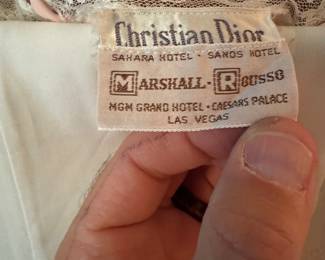 Christian Dior
SAHARA HOTEL • SANDS HOTEL
MARSHALL • ROUSSO
MGM GRAND HOTEL • CAESARS PALACE
LAS VEGAS